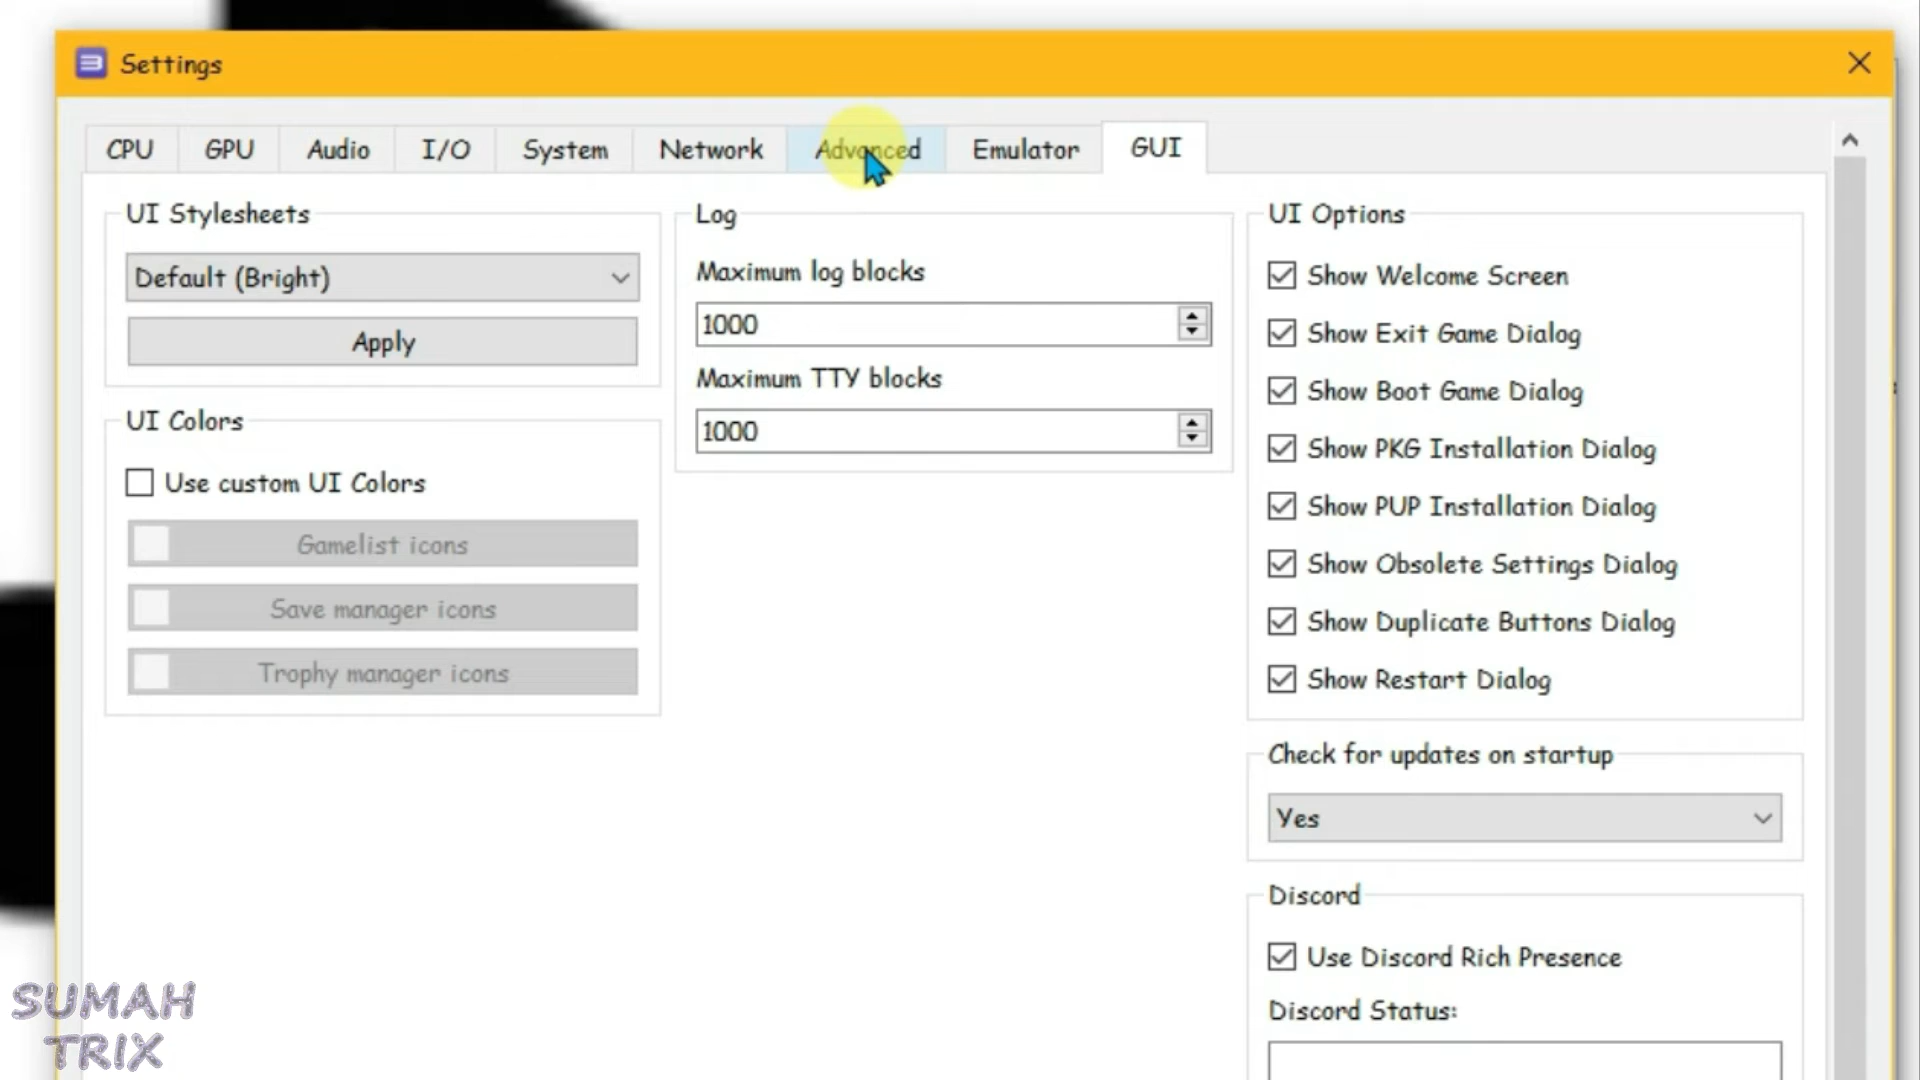 Settings
CPU
GPU
Audio
I/O
System
Network
Advanced
Emulator
GUI
UI Stylesheets
Default (Bright)
Apply
UI Colors
Use custom UI Colors
Gamelist icons
Save manager icons
Trophy manager icons
Log
Maximum log blocks
1000
Maximum TTY blocks
1000
UI Options
Show Welcome Screen
Show Exit Game Dialog
Show Boot Game Dialog
Show PKG Installation Dialog
Show PUP Installation Dialog
Show Obsolete Settings Dialog
Show Duplicate Buttons Dialog
Show Restart Dialog
Check for updates on startup
Yes
Discord
Use Discord Rich Presence
Discord Status:
SUMAH
TRIX